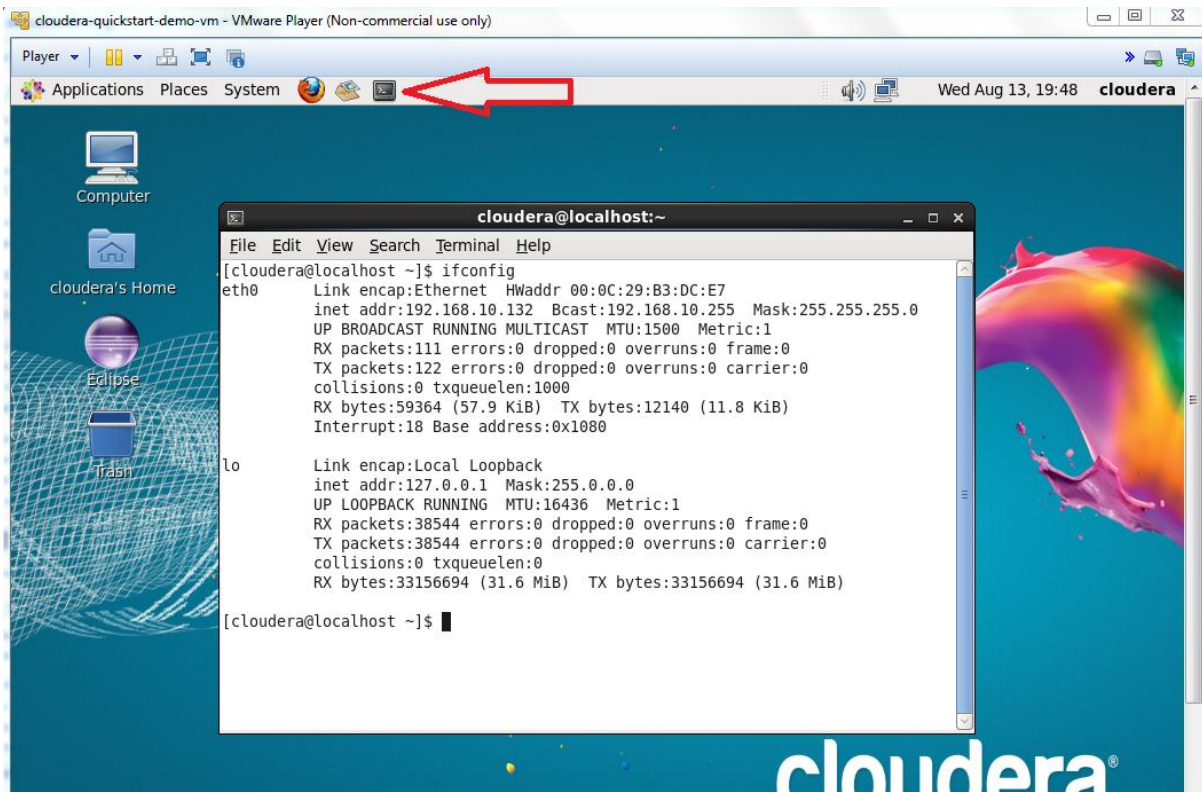 cloudera-quickstart-demo-vm - VMware Player (Non-commercial use only)
Player
Applications Places System Wed Aug 13, 19:48 cloudera
Computer
cloudera's Home
Eclipse
Trash
cloudera@localhost:~
File Edit View Search Terminal Help
[cloudera@localhost ~]$ ifconfig
eth0 Link encap:Ethernet HWaddr 00:0C:29:B3:DC:E7
inet addr:192.168.10.132 Bcast:192.168.10.255 Mask:255.255.255.0
UP BROADCAST RUNNING MULTICAST MTU:1500 Metric:1
RX packets:111 errors:0 dropped:0 overruns:0 frame:0
TX packets:122 errors:0 dropped:0 overruns:0 carrier:0
collisions:0 txqueuelen:1000
RX bytes:59364 (57.9 KiB) TX bytes:12140 (11.8 KiB)
Interrupt:18 Base address:0x1080
lo Link encap:Local Loopback
inet addr:127.0.0.1 Mask:255.0.0.0
UP LOOPBACK RUNNING MTU:16436 Metric:1
RX packets:38544 errors:0 dropped:0 overruns:0 frame:0
TX packets:38544 errors:0 dropped:0 overruns:0 carrier:0
collisions:0 txqueuelen:0
RX bytes:33156694 (31.6 MiB) TX bytes:33156694 (31.6 MiB)
[cloudera@localhost ~]$
cloudera®